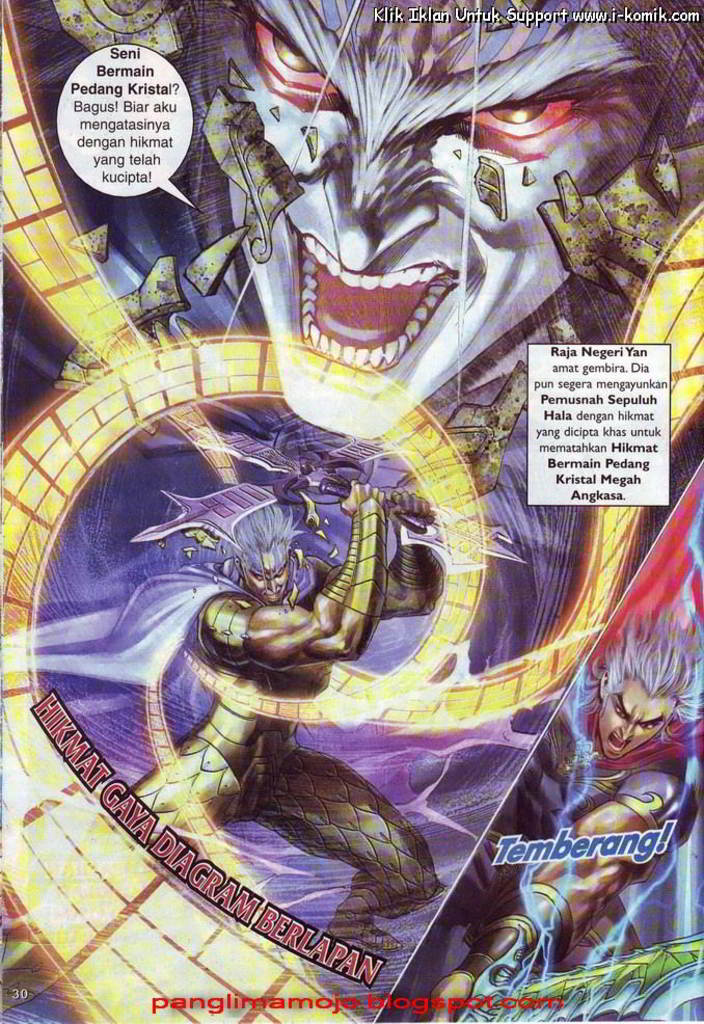 Klik Iklan Untuk Support www.i-komik.com
Seni
Bermain
Pedang Kristal?
Bagus! Biar aku
mengatasinya
dengan hikmat
yang telah
kucipta!
Raja Negeri Yan
amat gembira. Dia
pun segera mengayunkan
Pemusnah Sepuluh
Hala dengan hikmat
yang dicipta khas untuk
mematahkan Hikmat
Bermain Pedang
Kristal Megah
Angkasa.
HIKMAT GAYA DIAGRAM BERLAPAN
Temberang!
30
panglimamojo.blogspot.com